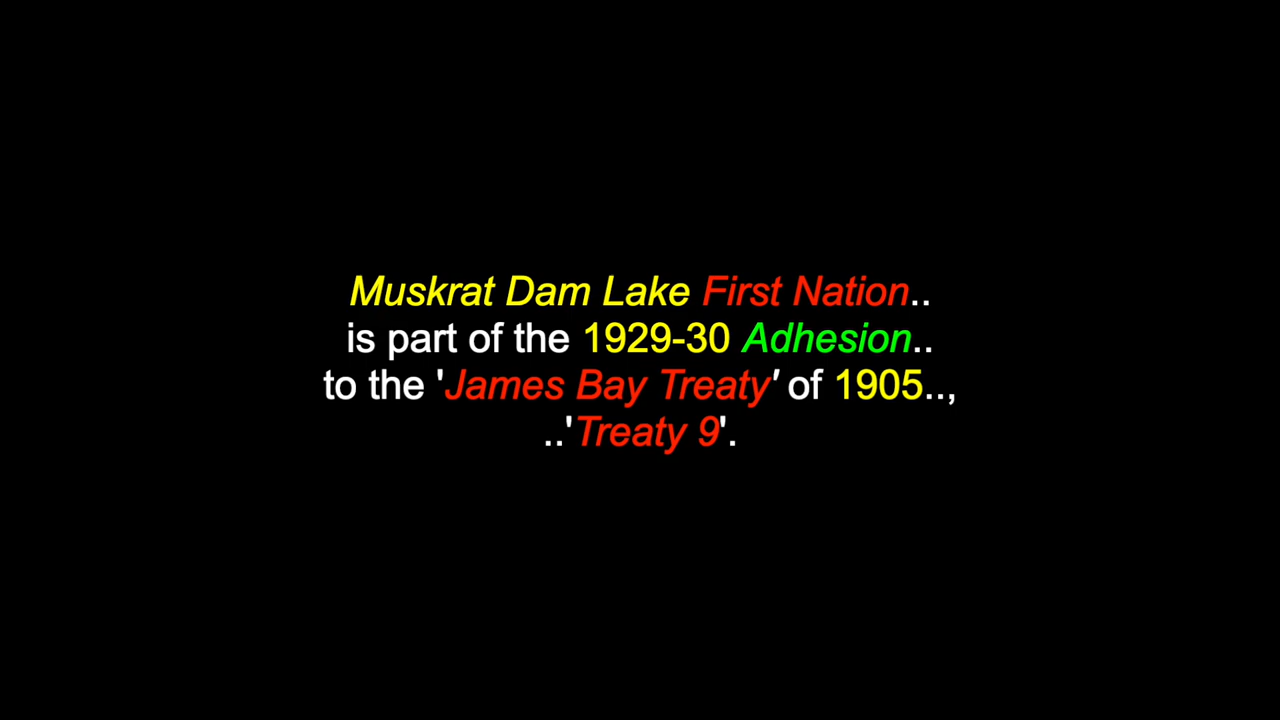 Muskrat Dam Lake First Nation..
is part of the 1929-30 Adhesion..
to the 'James Bay Treaty' of 1905..,
..'Treaty 9'.